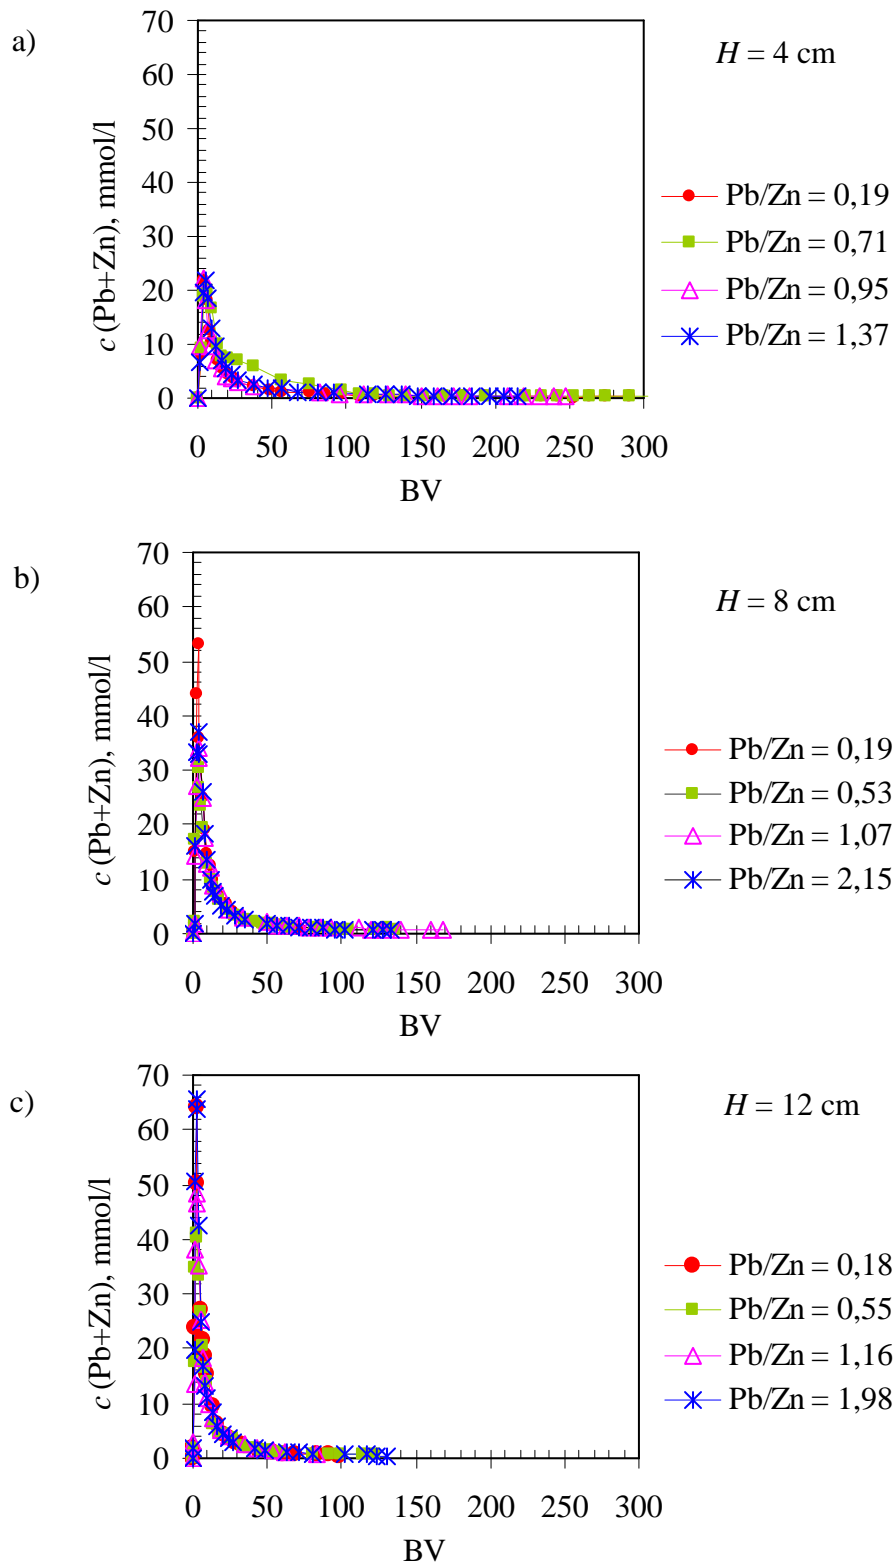 a)
H = 4 cm
c (Pb+Zn), mmol/l
70
60
50
40
30
20
10
0
0 50 100 150 200 250 300
BV
Pb/Zn = 0,19
Pb/Zn = 0,71
Pb/Zn = 0,95
Pb/Zn = 1,37
b)
H = 8 cm
c (Pb+Zn), mmol/l
70
60
50
40
30
20
10
0
0 50 100 150 200 250 300
BV
Pb/Zn = 0,19
Pb/Zn = 0,53
Pb/Zn = 1,07
Pb/Zn = 2,15
c)
H = 12 cm
c (Pb+Zn), mmol/l
70
60
50
40
30
20
10
0
0 50 100 150 200 250 300
BV
Pb/Zn = 0,18
Pb/Zn = 0,55
Pb/Zn = 1,16
Pb/Zn = 1,98